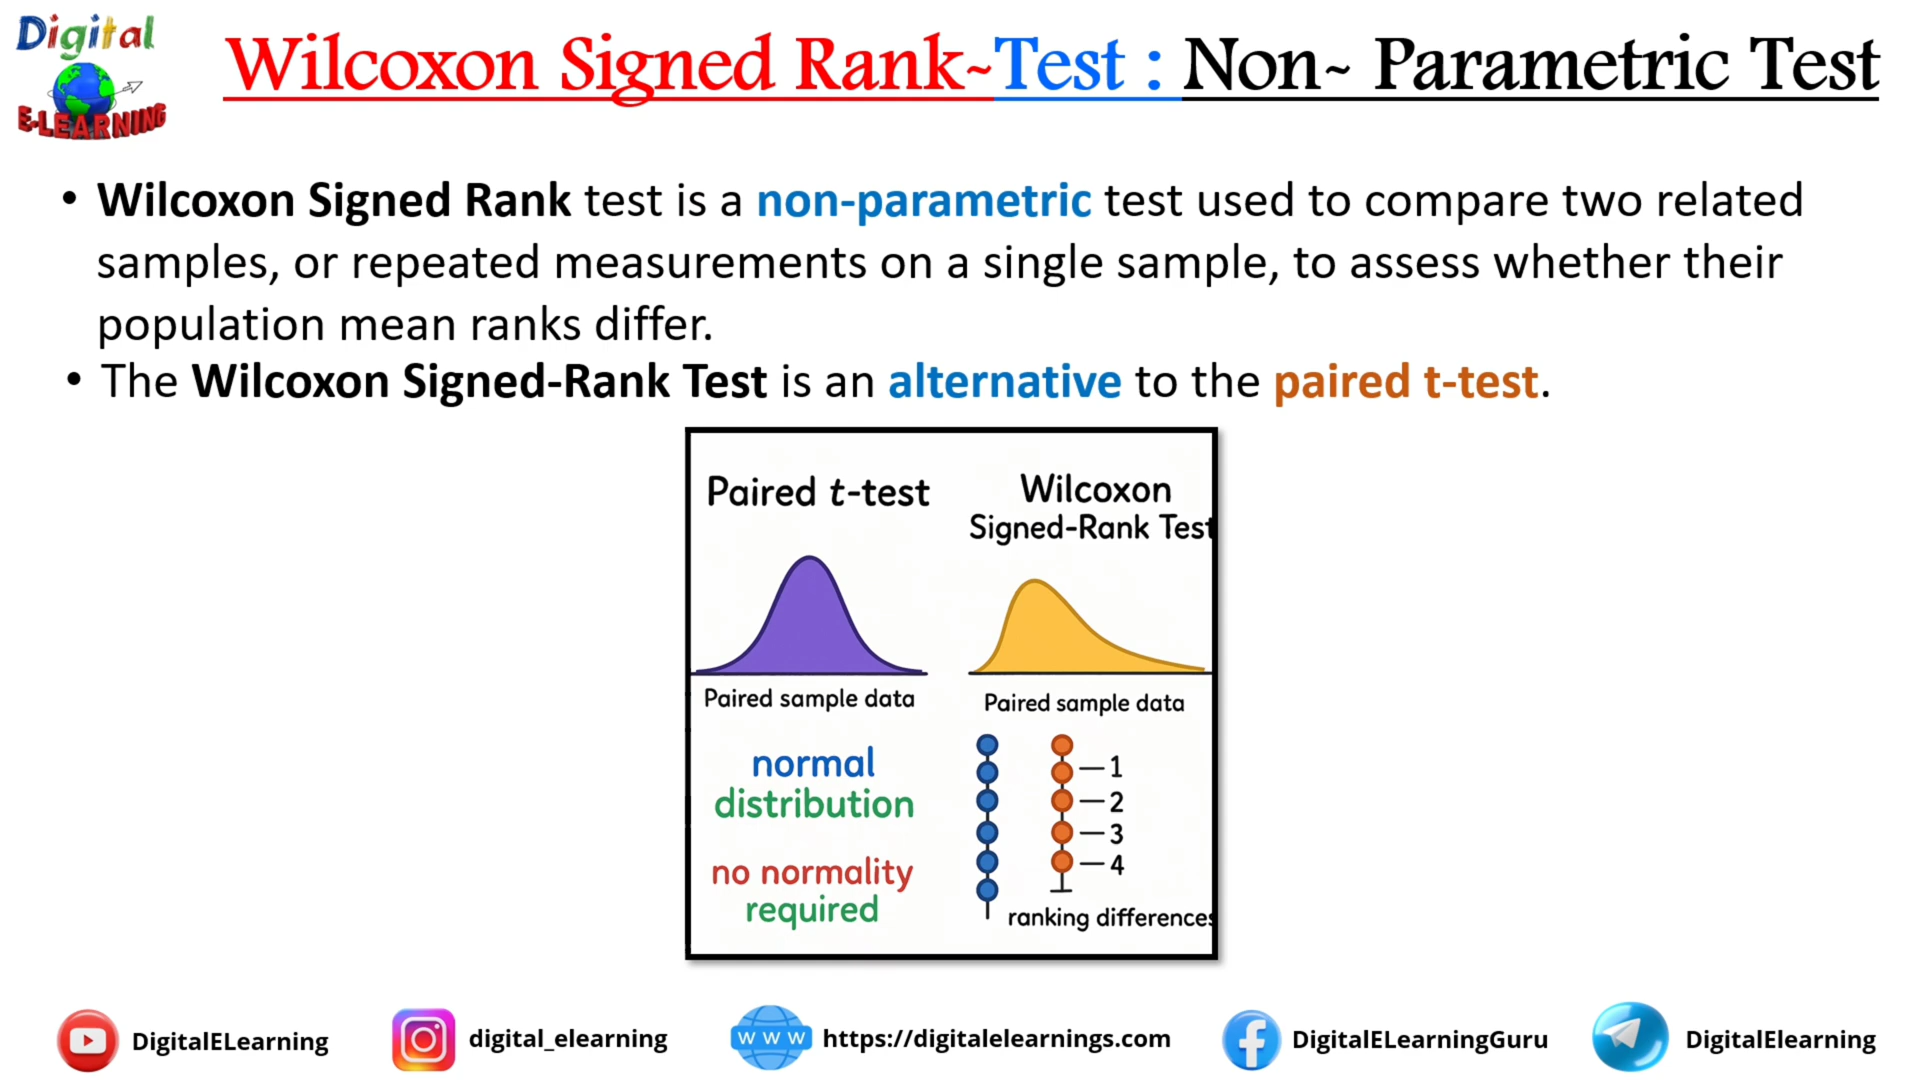 Digital
E-LEARNING
Wilcoxon Signed Rank-Test : Non- Parametric Test
• Wilcoxon Signed Rank test is a non-parametric test used to compare two related
samples, or repeated measurements on a single sample, to assess whether their
population mean ranks differ.
• The Wilcoxon Signed-Rank Test is an alternative to the paired t-test.
Paired t-test
Paired sample data
normal
distribution
no normality
required
Wilcoxon
Signed-Rank Test
Paired sample data
1
2
3
4
ranking differences
DigitalELearning
digital_elearning
W W W
https://digitalelearnings.com
DigitalELearningGuru
DigitalElearning